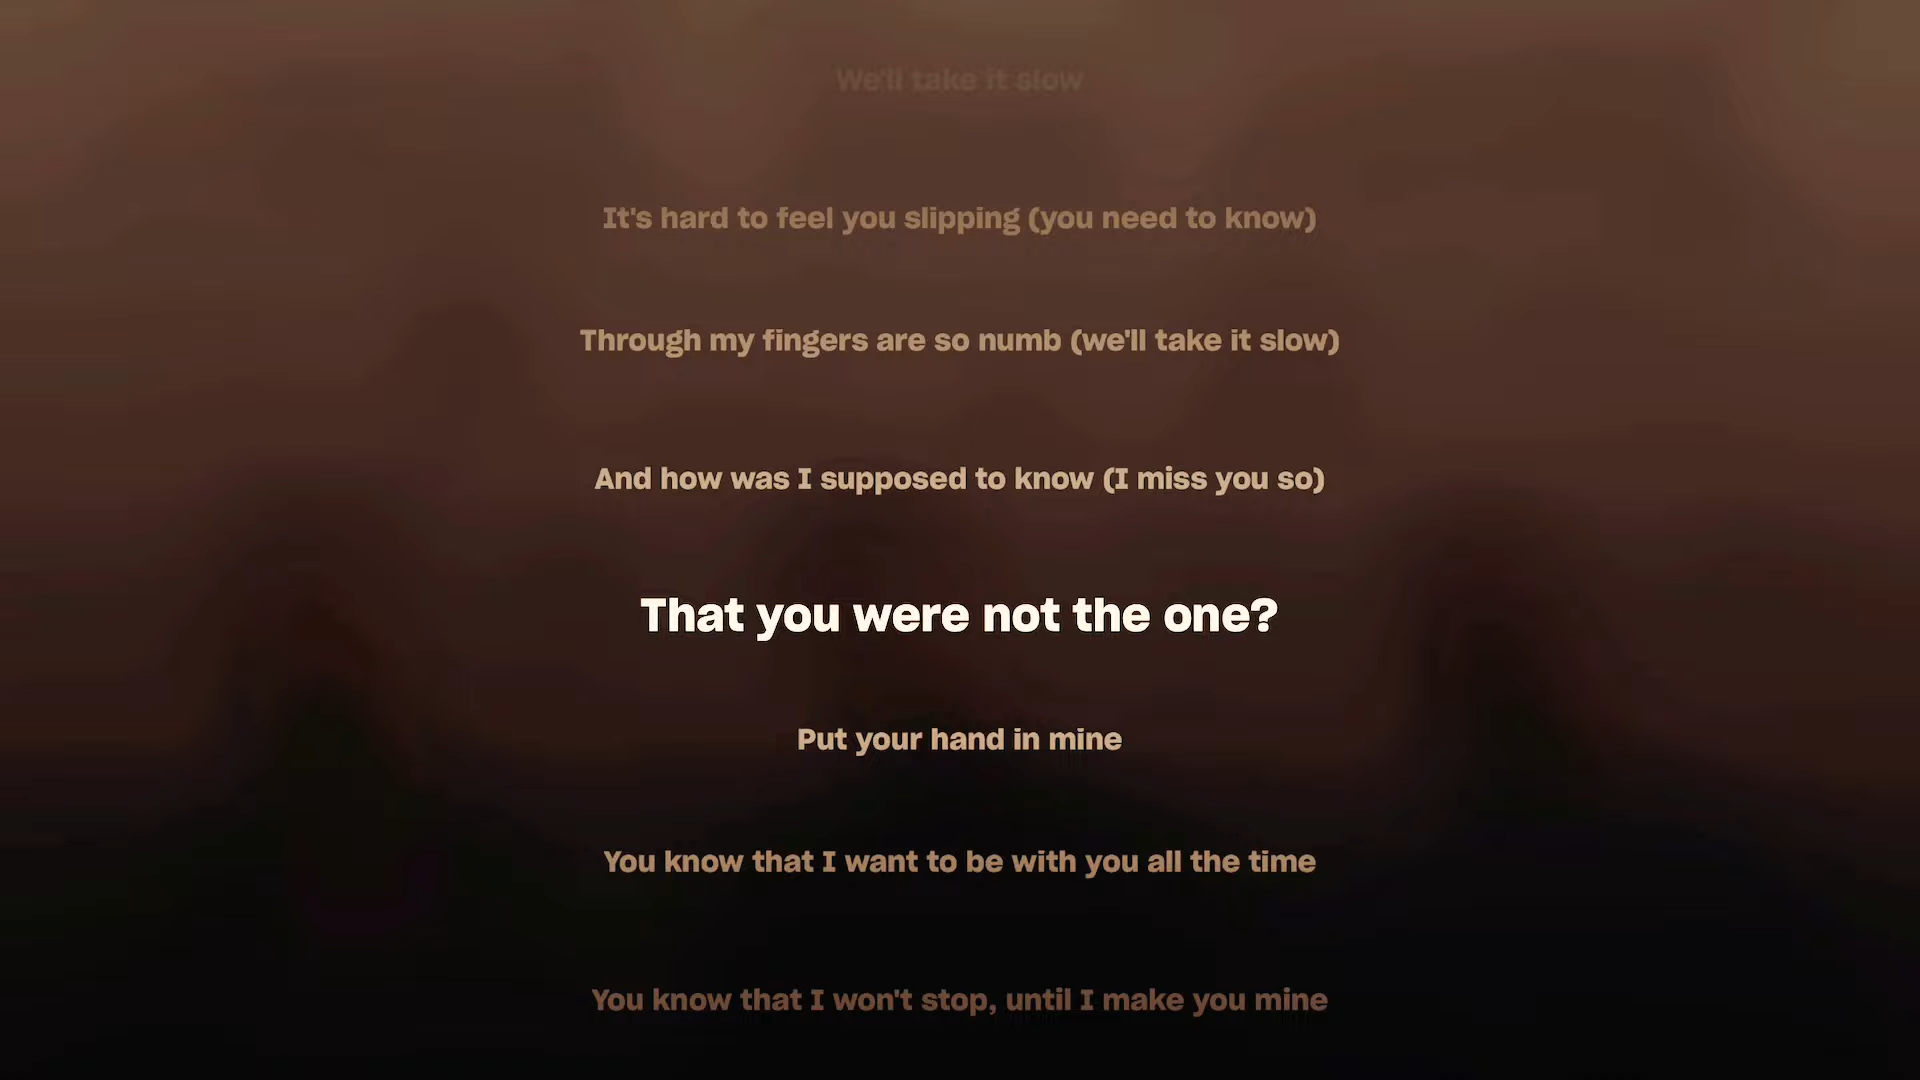 We'll take it slow
It's hard to feel you slipping (you need to know)
Through my fingers are so numb (we'll take it slow)
And how was I supposed to know (I miss you so)
That you were not the one?
Put your hand in mine
You know that I want to be with you all the time
You know that I won't stop, until I make you mine